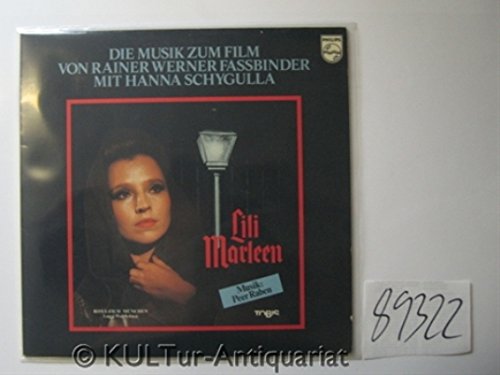 PHILIPS
DIE MUSIK ZUM FILM
VON RAINER WERNER FASSBINDER
MIT HANNA SCHYGULLA
Lili
Marleen
Musik:
Peer Raben
89322
© KULTur-Antiquariat